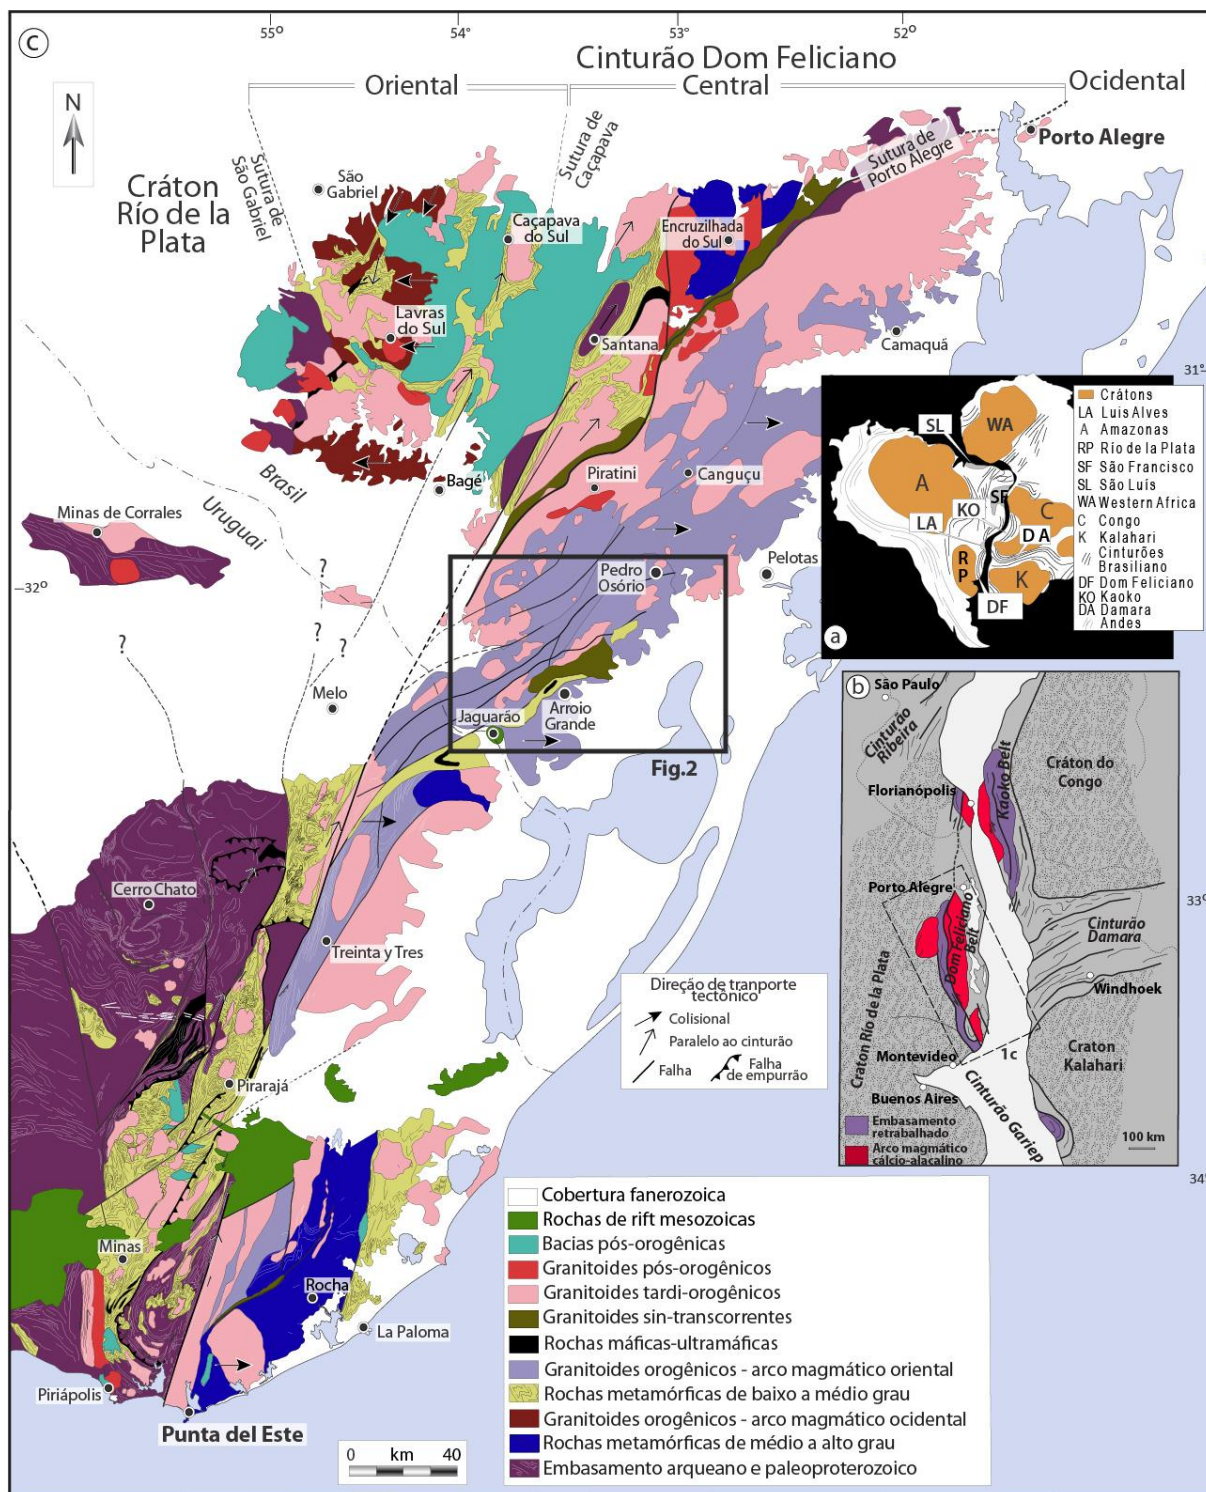 c
55º
54º
53º
52º
Cinturão Dom Feliciano
Oriental
Central
Ocidental
N
Sutura de
São Gabriel
Sutura de
Caçapava
Sutura de
Porto Alegre
Porto Alegre
Cráton
Río de la
Plata
São
Gabriel
Caçapava
do Sul
Encruzilhada
do Sul
Lavras
do Sul
Santana
Camaquá
31º
Bagé
Piratini
Canguçu
Brasil
Uruguai
Minas de Corrales
32º
?
?
?
Pedro
Osório
Pelotas
Melo
Jaguarão
Arroio
Grande
Fig.2
Cerro Chato
Treinta y Tres
33º
Pirarajá
Minas
Rocha
La Paloma
Piriápolis
Punta del Este
34º
0 km 40
Direção de tranporte
tectônico
Colisional
Paralelo ao cinturão
Falha
Falha
de empurrão
Cobertura fanerozoica
Rochas de rift mesozoicas
Bacias pós-orogênicas
Granitoides pós-orogênicos
Granitoides tardi-orogênicos
Granitoides sin-transcorrentes
Rochas máficas-ultramáficas
Granitoides orogênicos - arco magmático oriental
Rochas metamórficas de baixo a médio grau
Granitoides orogênicos - arco magmático ocidental
Rochas metamórficas de médio a alto grau
Embasamento arqueano e paleoproterozoico
a
SL
WA
A
SF
KO
LA
C
D A
R
P
K
DF
Crátons
LA Luis Alves
A Amazonas
RP Río de la Plata
SF São Francisco
SL São Luís
WA Western Africa
C Congo
K Kalahari
Cinturões
Brasiliano
DF Dom Feliciano
KO Kaoko
DA Damara
Andes
b
São Paulo
Cinturão
Ribeira
Kaoko Belt
Cráton do
Congo
Florianópolis
Porto Alegre
Dom Feliciano
Belt
Cinturão
Damara
Windhoek
Craton Río de la Plata
Montevideo
1c
Craton
Kalahari
Buenos Aires
Cinturão Gariep
Embasamento
retrabalhado
Arco magmático
cálcio-alacalino
100 km